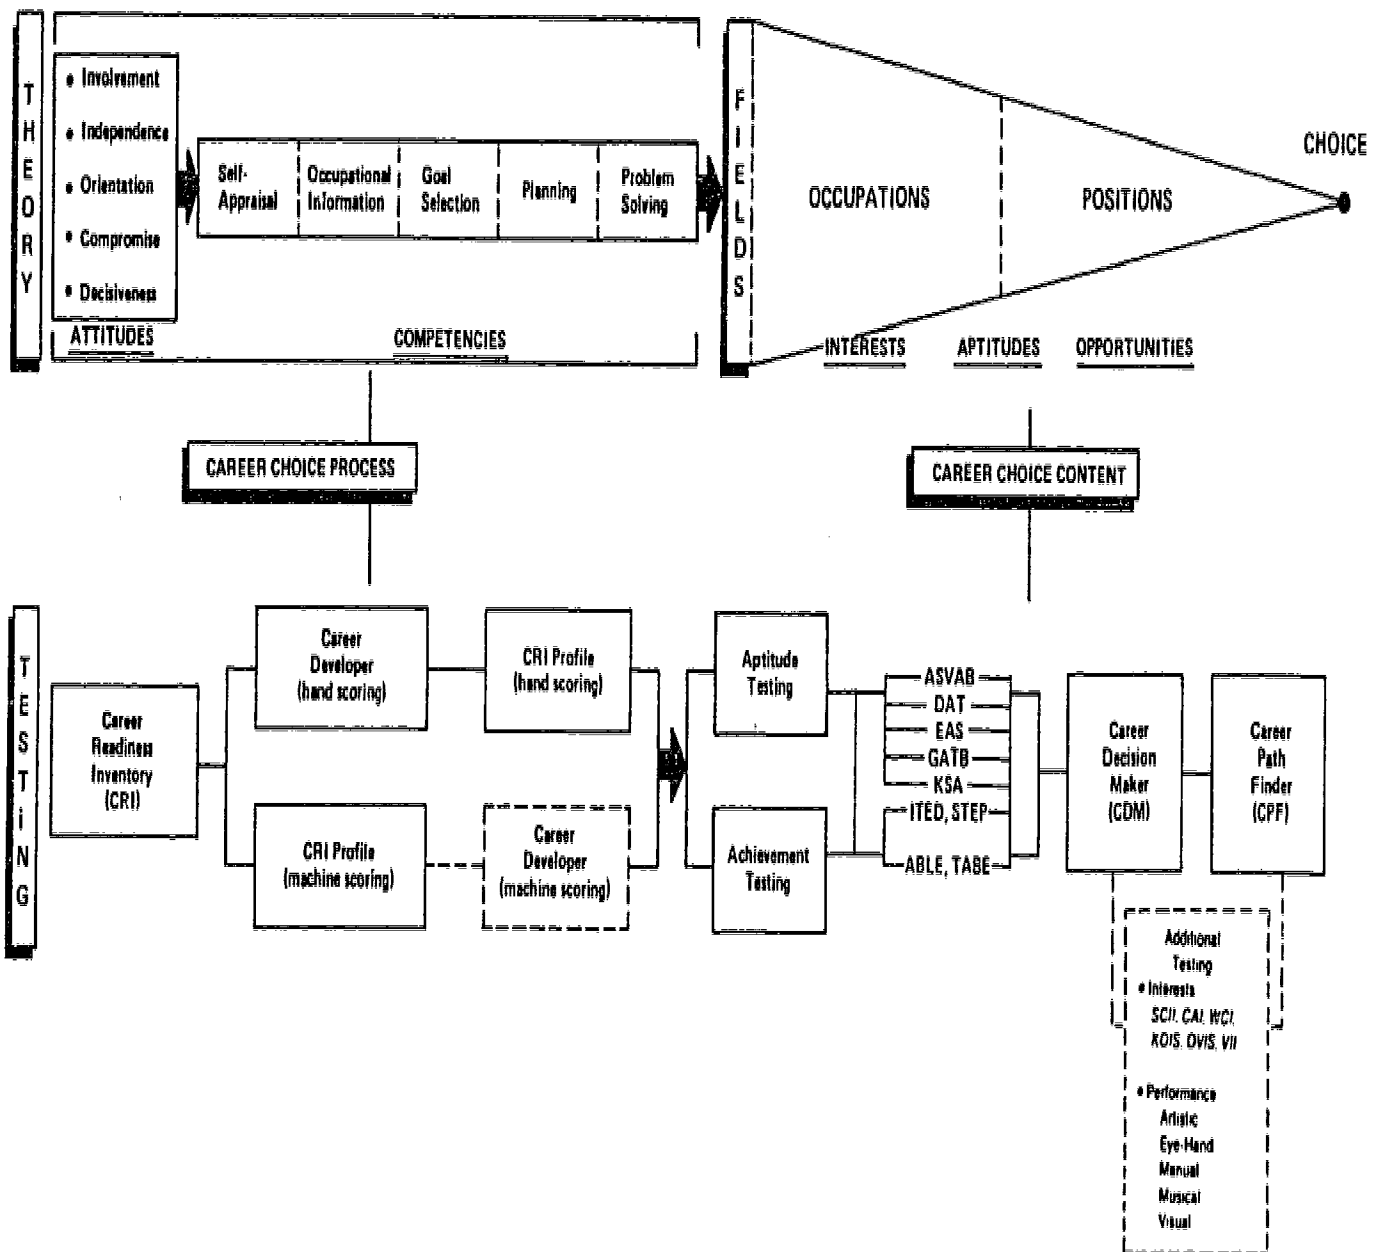 THEORY
• Involvement
• Independence
• Orientation
• Compromise
• Decisiveness
ATTITUDES
Self-
Appraisal
Occupational
Information
Goal
Selection
Planning
Problem
Solving
COMPETENCIES
FIELDS
OCCUPATIONS
POSITIONS
CHOICE
INTERESTS
APTITUDES
OPPORTUNITIES
CAREER CHOICE PROCESS
CAREER CHOICE CONTENT
TESTiNG
Career
Readiness
Inventory
(CRI)
Career
Developer
(hand scoring)
CRI Profile
(hand scoring)
CRI Profile
(machine scoring)
Career
Developer
(machine scoring)
Aptitude
Testing
Achievement
Testing
ASVAB
DAT
EAS
GATB
KSA
ITED, STEP
ABLE, TABE
Career
Decision
Maker
(CDM)
Career
Path
Finder
(CPF)
Additional
Testing
• Interests
SCII, CAI, WCI,
KOIS, OVIS, VII
• Performance
Artistic
Eye-Hand
Manual
Musical
Visual